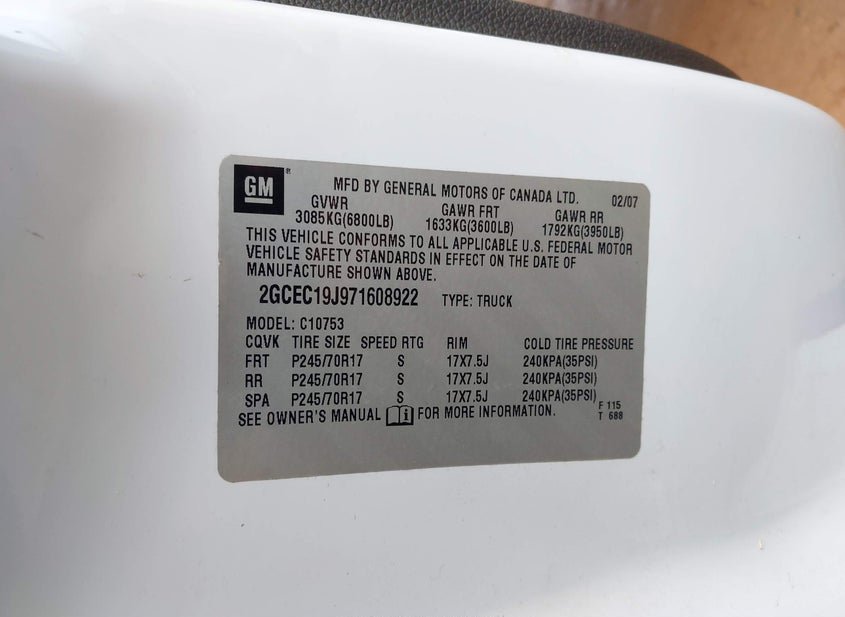 GM ®
MFD BY GENERAL MOTORS OF CANADA LTD. 02/07
GVWR GAWR FRT GAWR RR
3085KG(6800LB) 1633KG(3600LB) 1792KG(3950LB)
THIS VEHICLE CONFORMS TO ALL APPLICABLE U.S. FEDERAL MOTOR
VEHICLE SAFETY STANDARDS IN EFFECT ON THE DATE OF
MANUFACTURE SHOWN ABOVE.
2GCEC19J971608922 TYPE: TRUCK
MODEL: C10753
CQVK TIRE SIZE SPEED RTG RIM COLD TIRE PRESSURE
FRT P245/70R17 S 17X7.5J 240KPA(35PSI)
RR P245/70R17 S 17X7.5J 240KPA(35PSI)
SPA P245/70R17 S 17X7.5J 240KPA(35PSI)
SEE OWNER'S MANUAL i FOR MORE INFORMATION. F 115
T 688